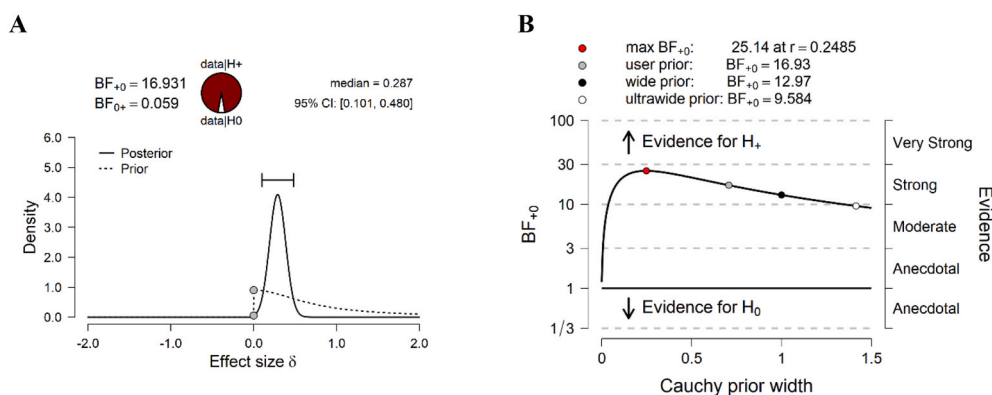 A
data|H+
BF+0 = 16.931
BF0+ = 0.059
data|H0
median = 0.287
95% CI: [0.101, 0.480]
Posterior
Prior
6.0
5.0
4.0
3.0
2.0
1.0
0.0
Density
-2.0 -1.0 0.0 1.0 2.0
Effect size δ
B
max BF+0: 25.14 at r = 0.2485
user prior: BF+0 = 16.93
wide prior: BF+0 = 12.97
ultrawide prior: BF+0 = 9.584
100
30
10
3
1
1/3
BF+0
Evidence for H+
Evidence for H0
Very Strong
Strong
Moderate
Anecdotal
Anecdotal
Evidence
0 0.5 1 1.5
Cauchy prior width